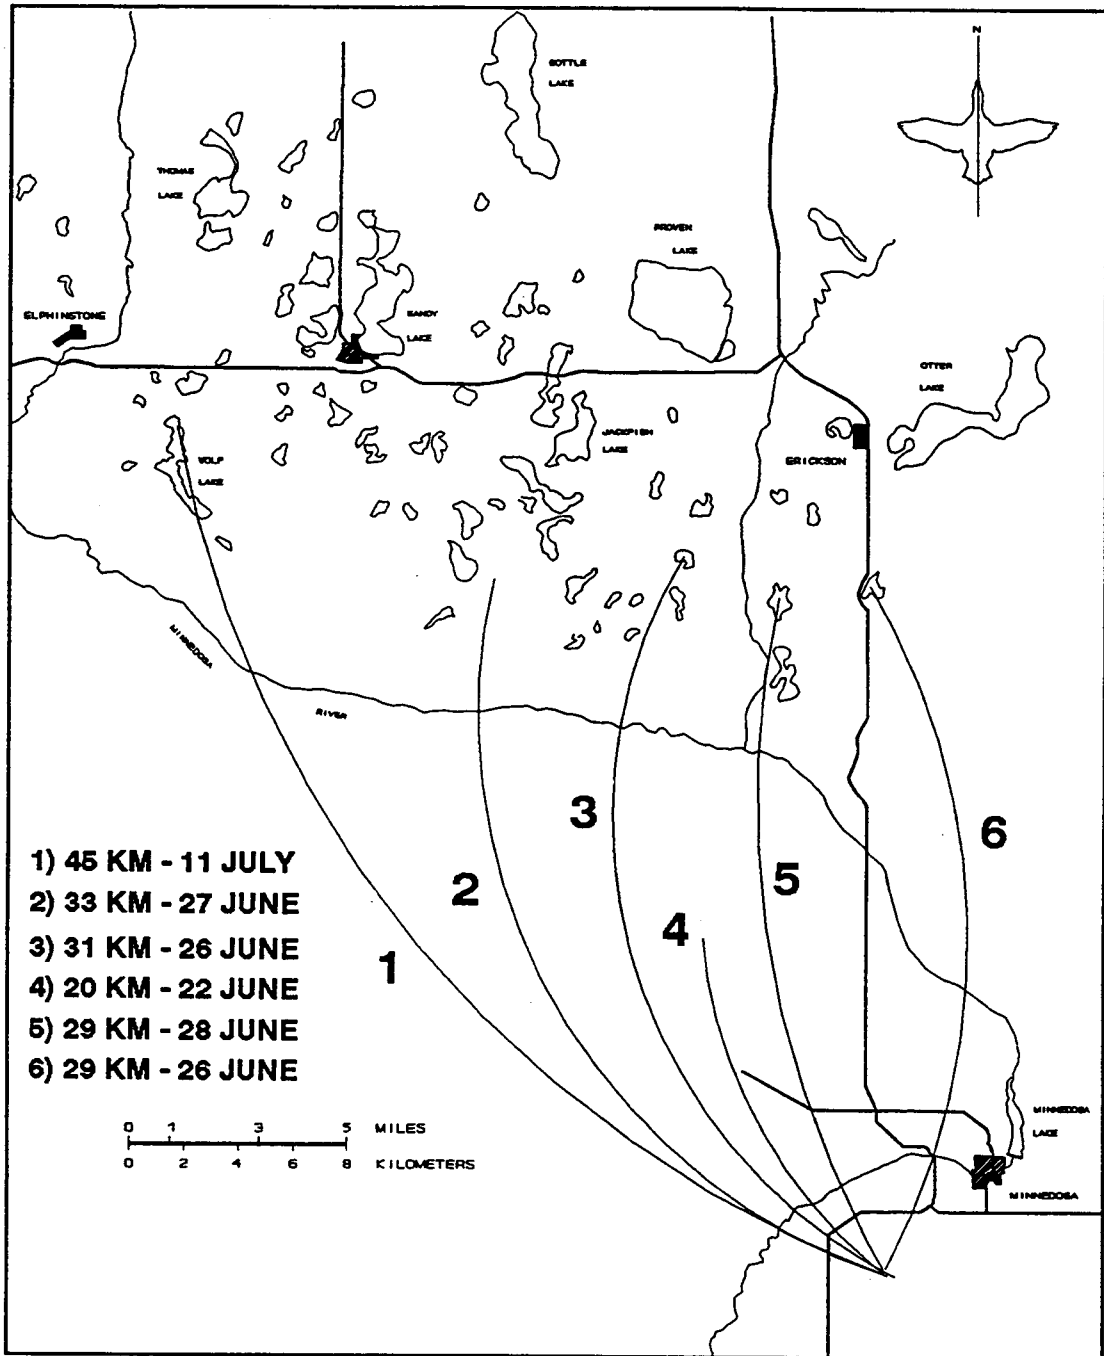 N
BOTTLE
LAKE
THOMAS
LAKE
PROVEN
LAKE
ELPHINSTONE
SANDY
LAKE
OTTER
LAKE
JACKFISH
LAKE
ERICKSON
VOLF
LAKE
MINNEDOSA
RIVER
3
6
2
5
4
1
1) 45 KM - 11 JULY
2) 33 KM - 27 JUNE
3) 31 KM - 26 JUNE
4) 20 KM - 22 JUNE
5) 29 KM - 28 JUNE
6) 29 KM - 26 JUNE
0 1 3 5 MILES
0 2 4 6 8 KILOMETERS
MINNEDOSA
LAKE
MINNEDOSA